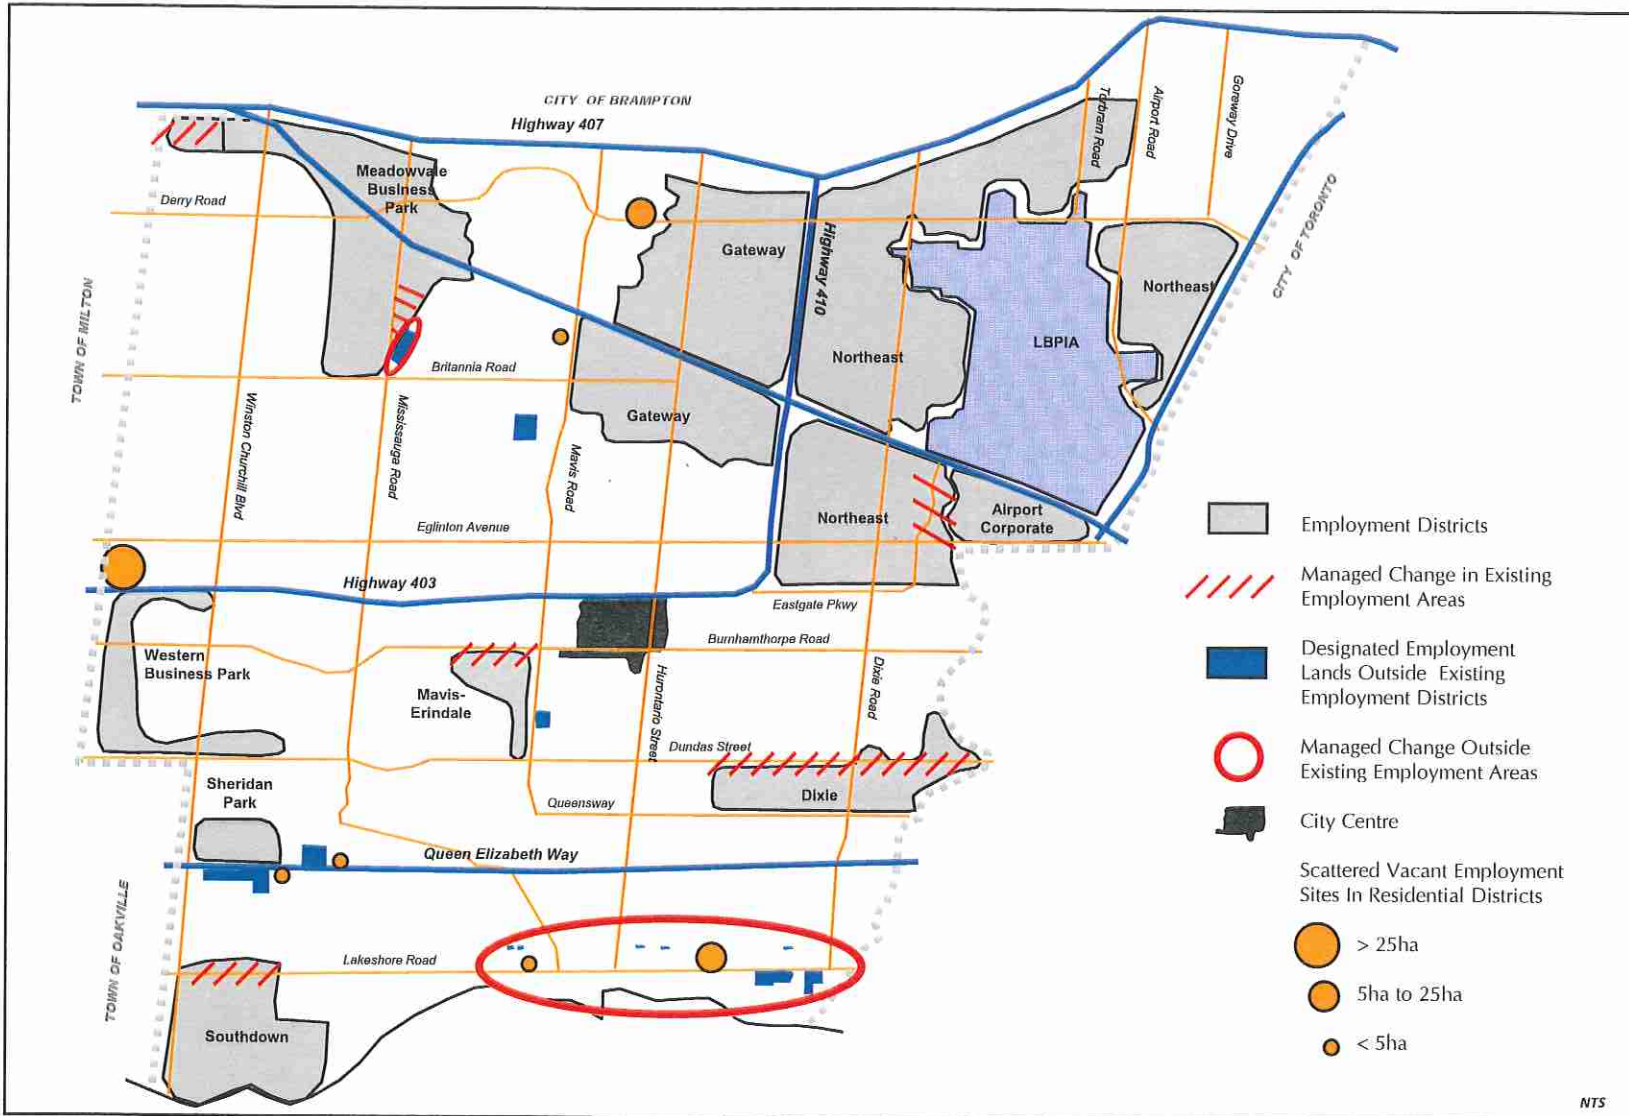 CITY OF BRAMPTON
Highway 407
Torbram Road
Airport Road
Goreway Drive
CITY OF TORONTO
Meadowvale
Business
Park
Derry Road
Gateway
Highway 410
Northeast
Northeast
LBPIA
TOWN OF MILTON
Britannia Road
Winston Churchill Blvd
Mississauga Road
Mavis Road
Gateway
Eglinton Avenue
Northeast
Airport
Corporate
Highway 403
Eastgate Pkwy
Burnhamthorpe Road
Western
Business Park
Mavis-
Erindale
Hurontario Street
Dixie Road
Dundas Street
Sheridan
Park
Queensway
Dixie
Queen Elizabeth Way
TOWN OF OAKVILLE
Lakeshore Road
Southdown
Employment Districts
Managed Change in Existing
Employment Areas
Designated Employment
Lands Outside Existing
Employment Districts
Managed Change Outside
Existing Employment Areas
City Centre
Scattered Vacant Employment
Sites In Residential Districts
> 25ha
5ha to 25ha
< 5ha
NTS